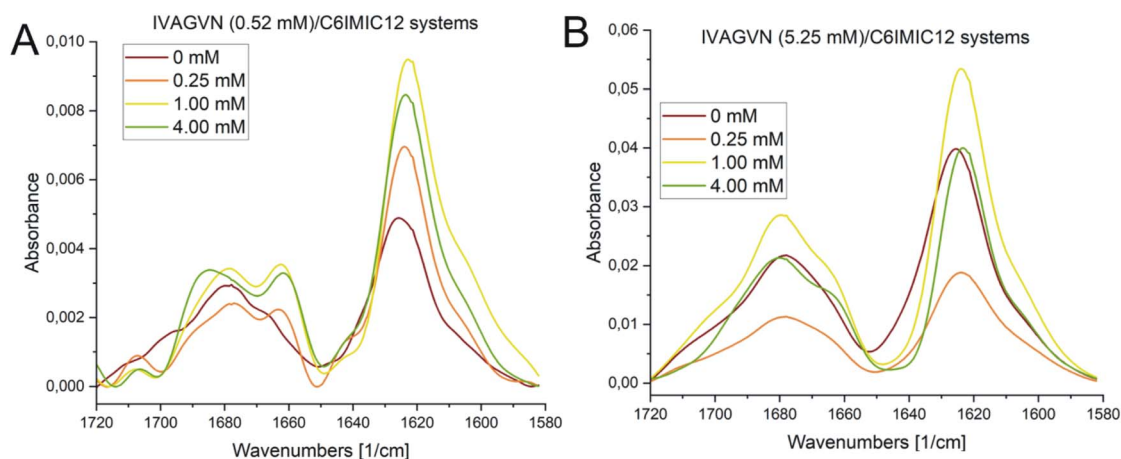 A
IVAGVN (0.52 mM)/C6IMIC12 systems
0 mM
0.25 mM
1.00 mM
4.00 mM
0,010
0,008
0,006
0,004
0,002
0,000
Absorbance
1720 1700 1680 1660 1640 1620 1600 1580
Wavenumbers [1/cm]
B
IVAGVN (5.25 mM)/C6IMIC12 systems
0 mM
0.25 mM
1.00 mM
4.00 mM
0,06
0,05
0,04
0,03
0,02
0,01
0,00
Absorbance
1720 1700 1680 1660 1640 1620 1600 1580
Wavenumbers [1/cm]